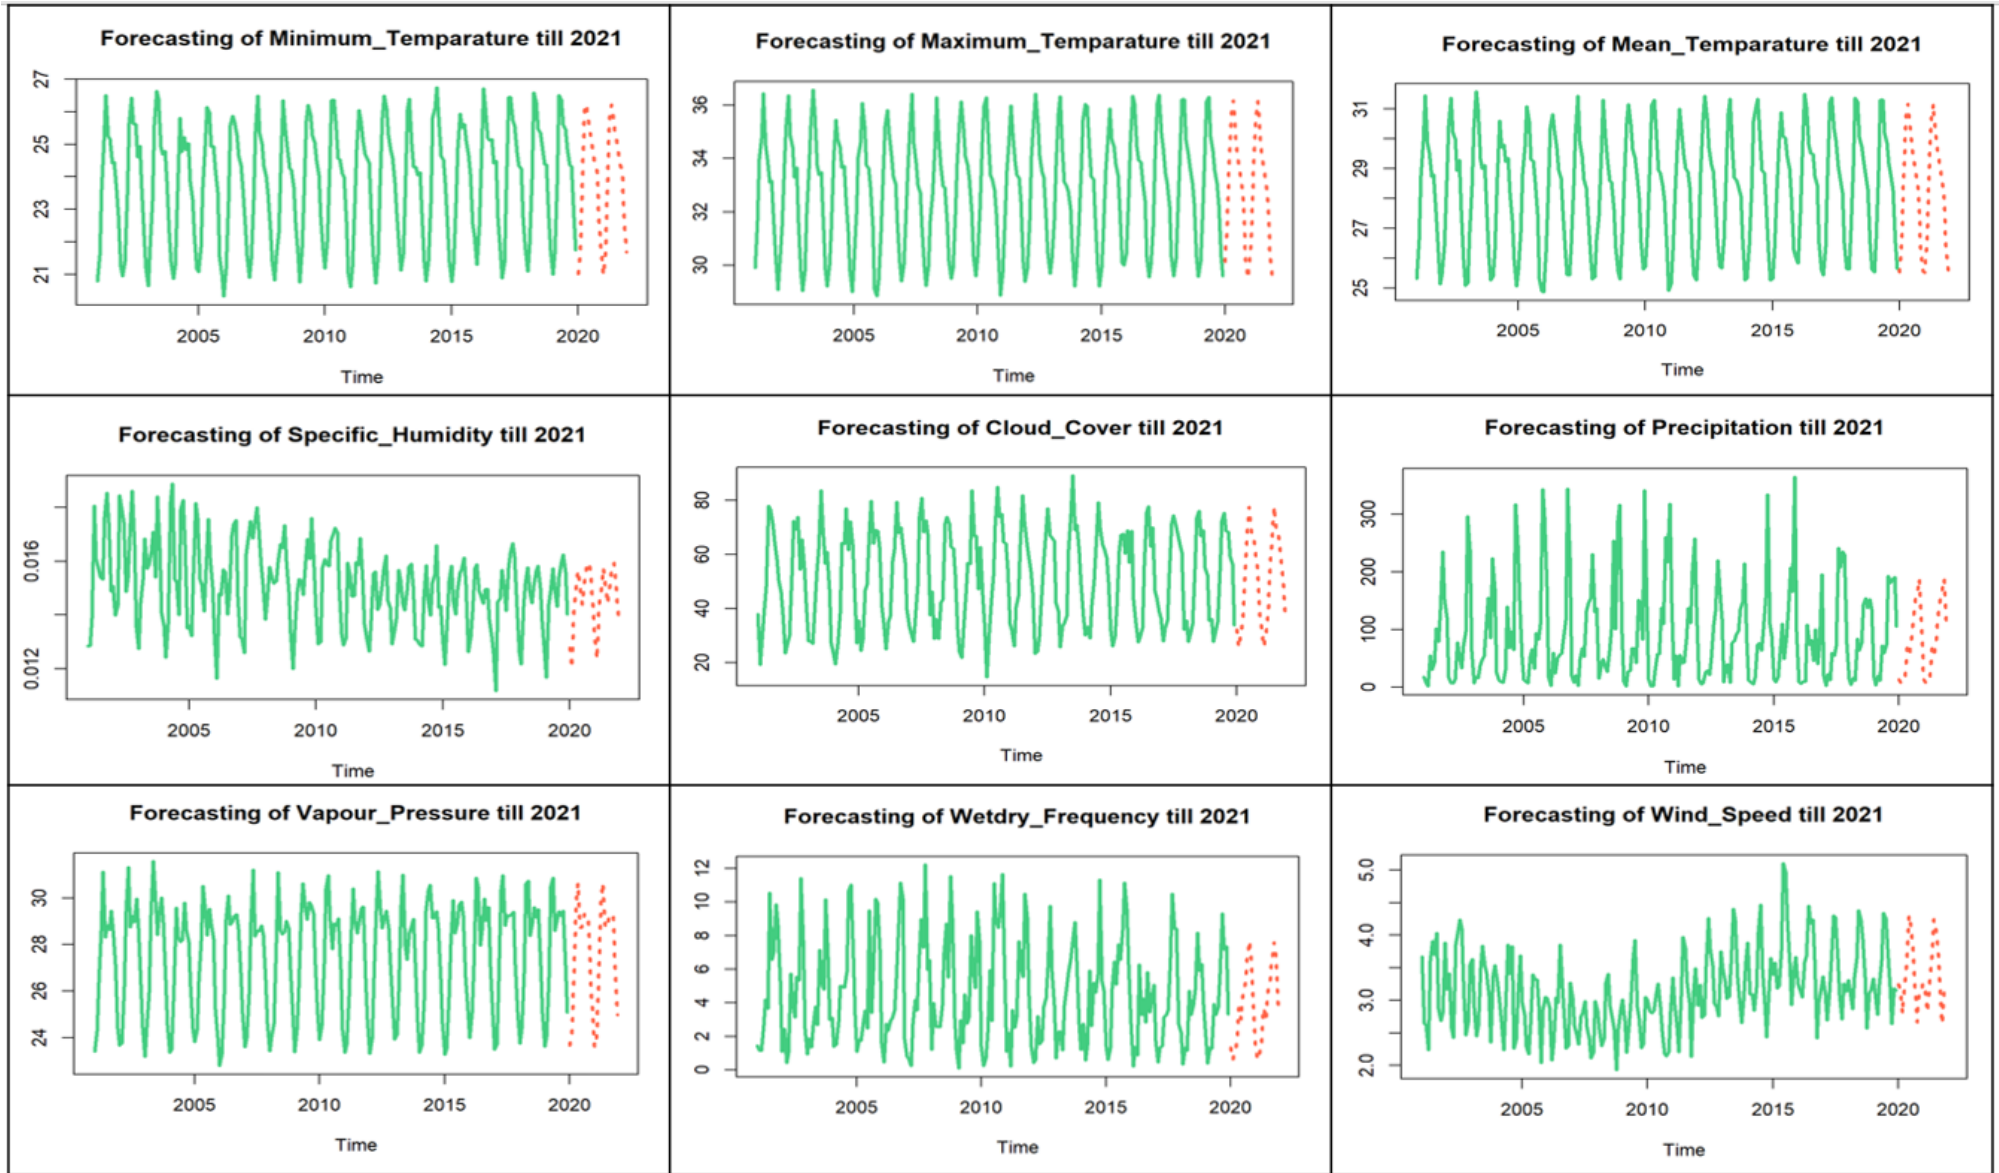 Forecasting of Minimum_Temparature till 2021
27
25
23
21
2005 2010 2015 2020
Time
Forecasting of Maximum_Temparature till 2021
36
34
32
30
2005 2010 2015 2020
Time
Forecasting of Mean_Temparature till 2021
31
29
27
25
2005 2010 2015 2020
Time
Forecasting of Specific_Humidity till 2021
0.016
0.012
2005 2010 2015 2020
Time
Forecasting of Cloud_Cover till 2021
80
60
40
20
2005 2010 2015 2020
Time
Forecasting of Precipitation till 2021
300
200
100
0
2005 2010 2015 2020
Time
Forecasting of Vapour_Pressure till 2021
30
28
26
24
2005 2010 2015 2020
Time
Forecasting of Wetdry_Frequency till 2021
12
10
8
6
4
2
0
2005 2010 2015 2020
Time
Forecasting of Wind_Speed till 2021
5.0
4.0
3.0
2.0
2005 2010 2015 2020
Time